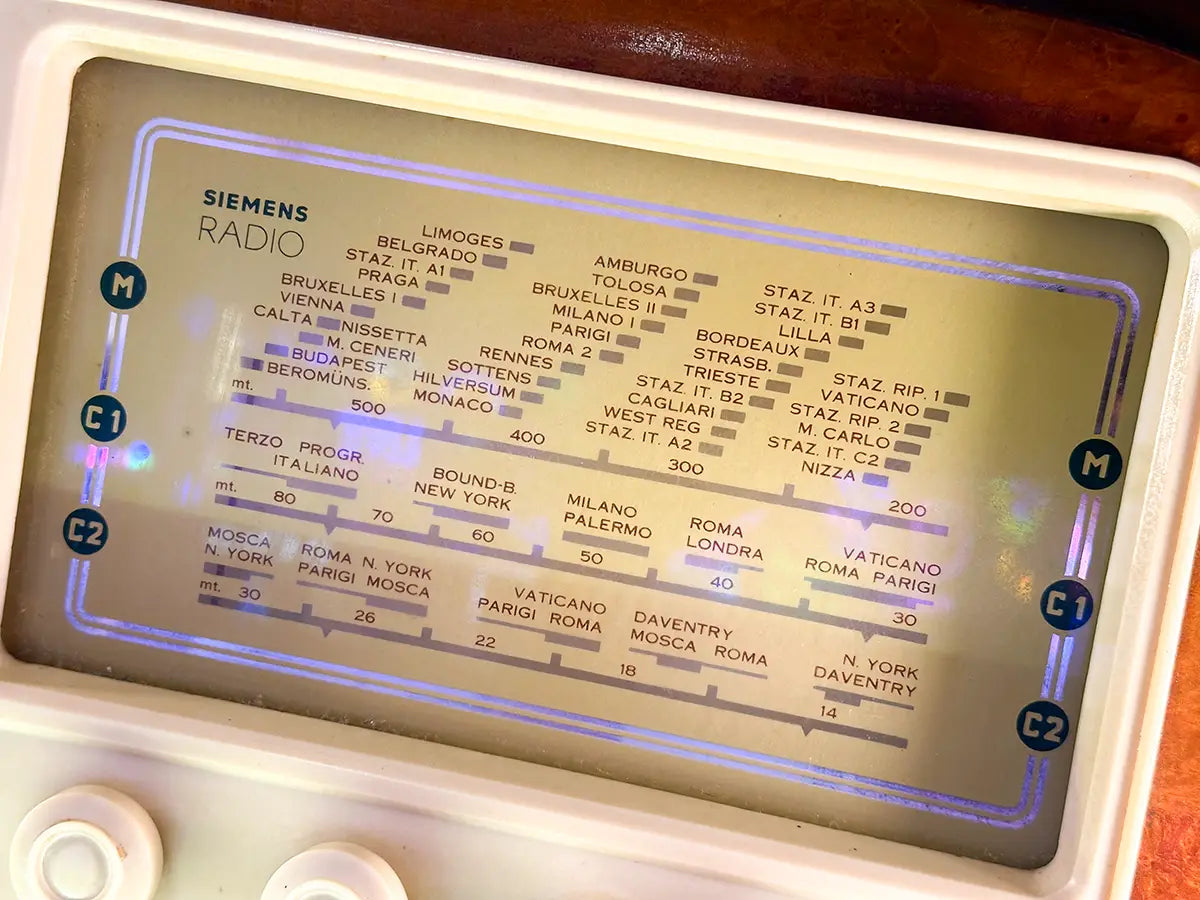 SIEMENS
RADIO
LIMOGES
BELGRADO
STAZ. IT. A1
PRAGA
BRUXELLES I
VIENNA
CALTANISSETTA
M. CENERI
BUDAPEST
BEROMÜNS.
AMBURGO
TOLOSA
BRUXELLES II
MILANO I
PARIGI
ROMA 2
RENNES
SOTTENS
HILVERSUM
MONACO
STAZ. IT. A3
STAZ. IT. B1
LILLA
BORDEAUX
STRASB.
TRIESTE
STAZ. IT. B2
CAGLIARI
WEST REG
STAZ. IT. A2
STAZ. RIP. 1
VATICANO
STAZ. RIP. 2
M. CARLO
STAZ. IT. C2
NIZZA
M
M
mt. 500 400 300 200
C1
C1
TERZO PROGR.
ITALIANO
BOUND-B.
NEW YORK
MILANO
PALERMO
ROMA
LONDRA
VATICANO
ROMA PARIGI
mt. 80 70 60 50 40 30
C2
C2
MOSCA
N. YORK
ROMA N. YORK
PARIGI MOSCA
VATICANO
PARIGI ROMA
DAVENTRY
MOSCA ROMA
N. YORK
DAVENTRY
mt. 30 26 22 18 14